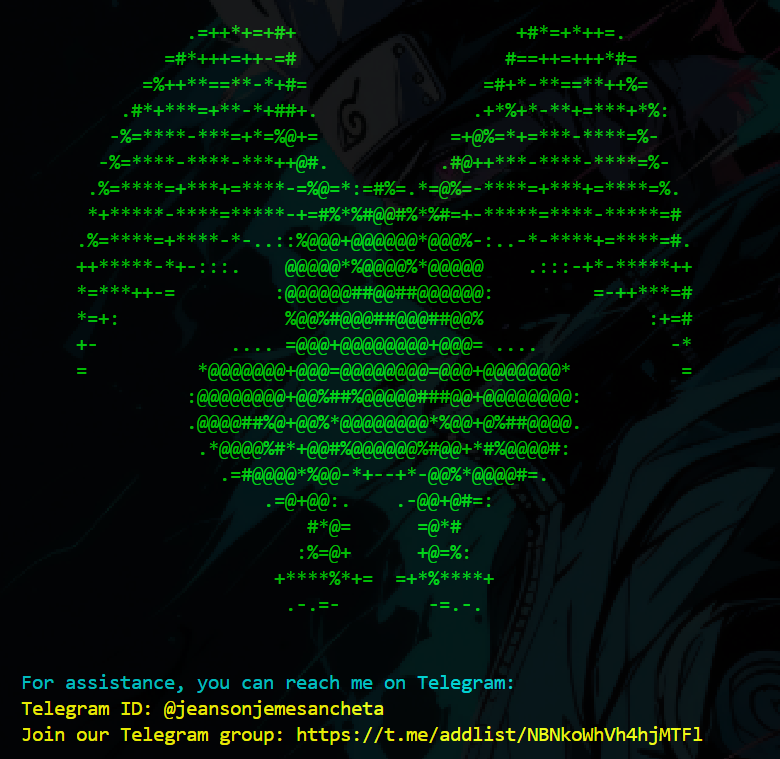 For assistance, you can reach me on Telegram:
Telegram ID: @jeansonjemesancheta
Join our Telegram group: https://t.me/addlist/NBNkoWhVh4hjMTFl